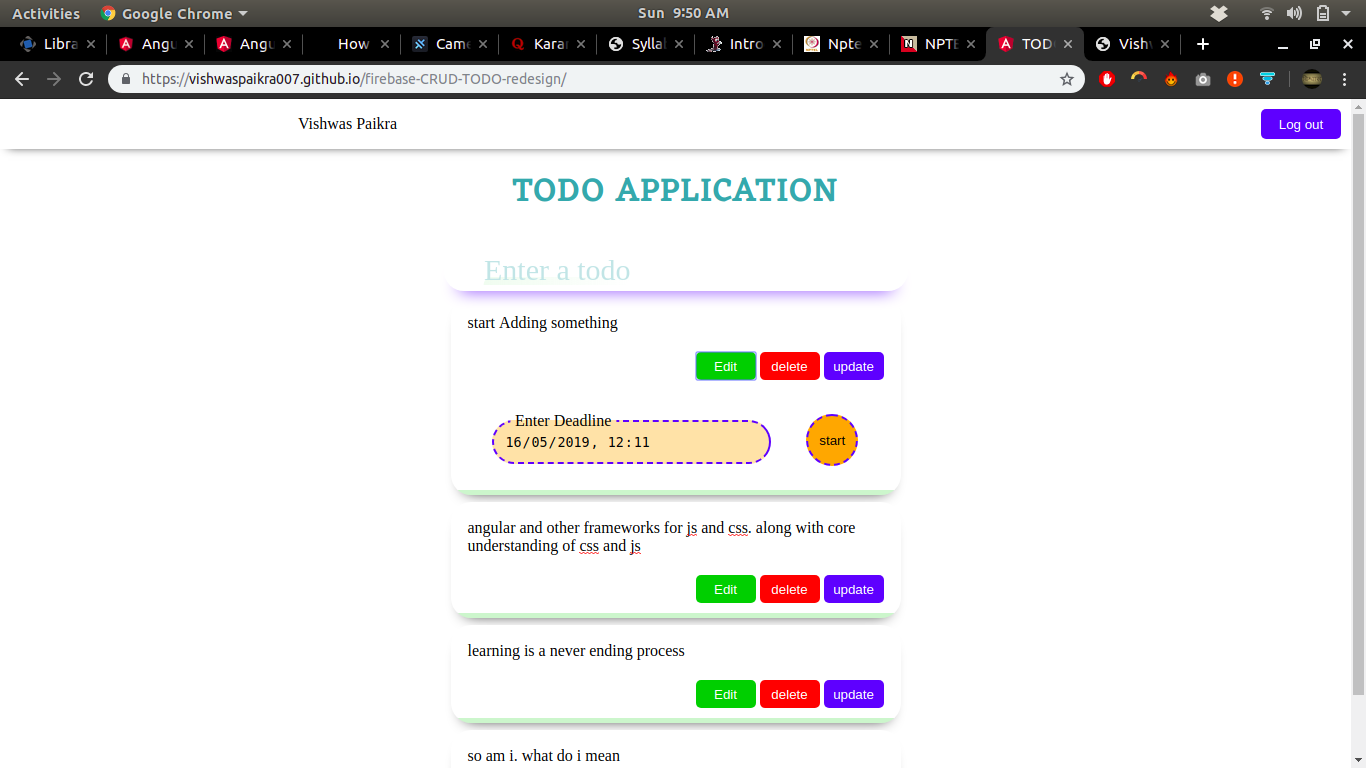 Activities Google Chrome Sun 9:50 AM
Libra Angu Angu How Came Q Karan Syllal Intro Npte N NPTE TODO Vishv
https://vishwaspaikra007.github.io/firebase-CRUD-TODO-redesign/
Vishwas Paikra Log out
TODO APPLICATION
Enter a todo
start Adding something
Edit delete update
Enter Deadline
16/05/2019, 12:11 start
angular and other frameworks for js and css. along with core
understanding of css and js
Edit delete update
learning is a never ending process
Edit delete update
so am i. what do i mean